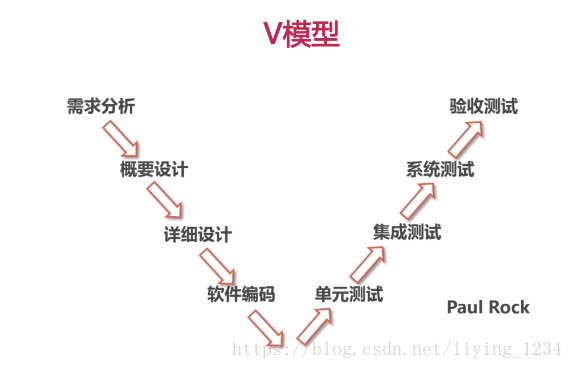 V模型
需求分析
验收测试
概要设计
系统测试
详细设计
集成测试
软件编码
单元测试
Paul Rock
https://blog.csdn.net/liying_1234